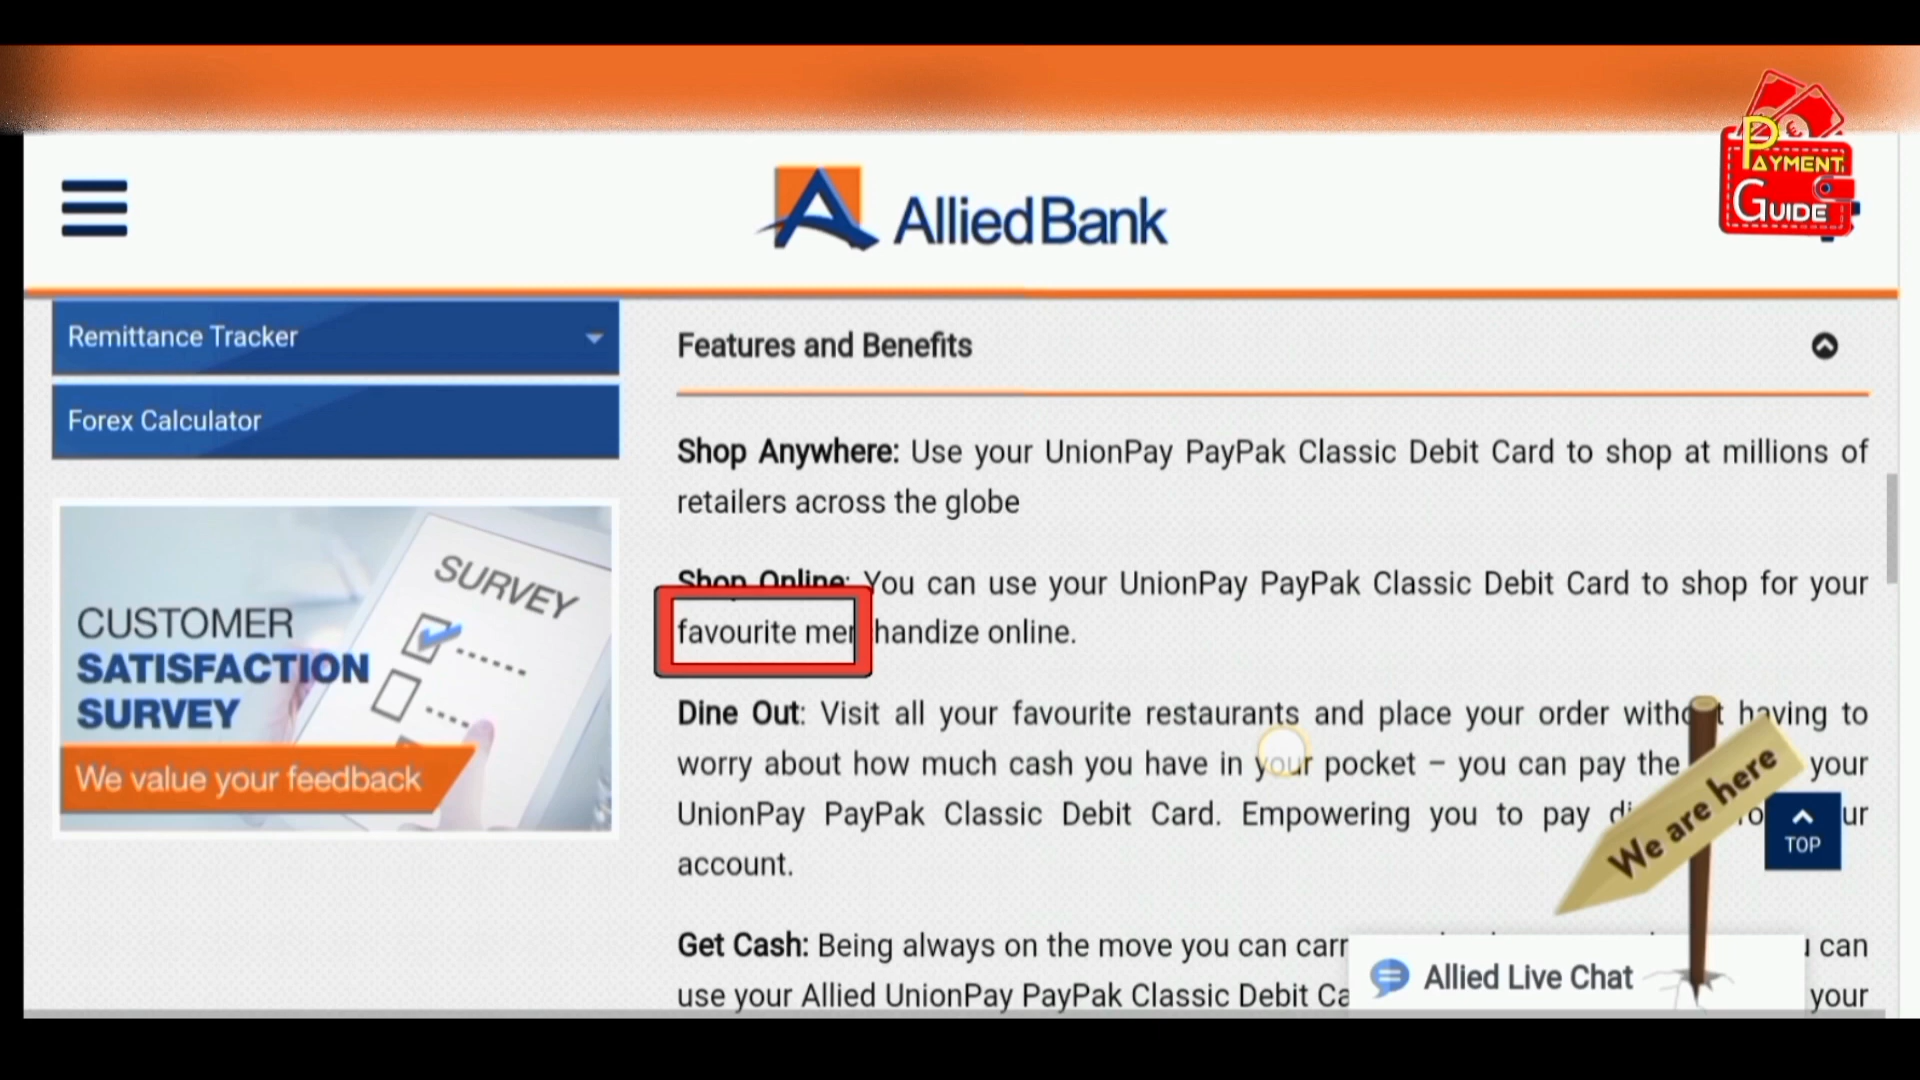 PAYMENT
GUIDE
Allied Bank
Remittance Tracker
Forex Calculator
SURVEY
CUSTOMER
SATISFACTION
SURVEY
We value your feedback
Features and Benefits
Shop Anywhere: Use your UnionPay PayPak Classic Debit Card to shop at millions of
retailers across the globe
Shop Online: You can use your UnionPay PayPak Classic Debit Card to shop for your
favourite mer handize online.
Dine Out: Visit all your favourite restaurants and place your order without having to
worry about how much cash you have in your pocket – you can pay the your
UnionPay PayPak Classic Debit Card. Empowering you to pay
account.
Get Cash: Being always on the move you can can
use your Allied UnionPay PayPak Classic Debit your
We are here
TOP
Allied Live Chat